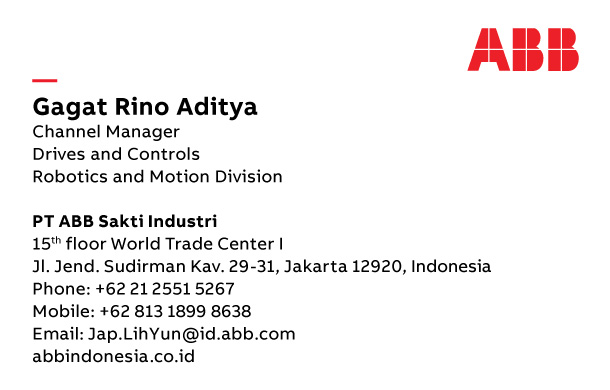 ABB
Gagat Rino Aditya
Channel Manager
Drives and Controls
Robotics and Motion Division
PT ABB Sakti Industri
15th floor World Trade Center I
Jl. Jend. Sudirman Kav. 29-31, Jakarta 12920, Indonesia
Phone: +62 21 2551 5267
Mobile: +62 813 1899 8638
Email: Jap.LihYun@id.abb.com
abbindonesia.co.id